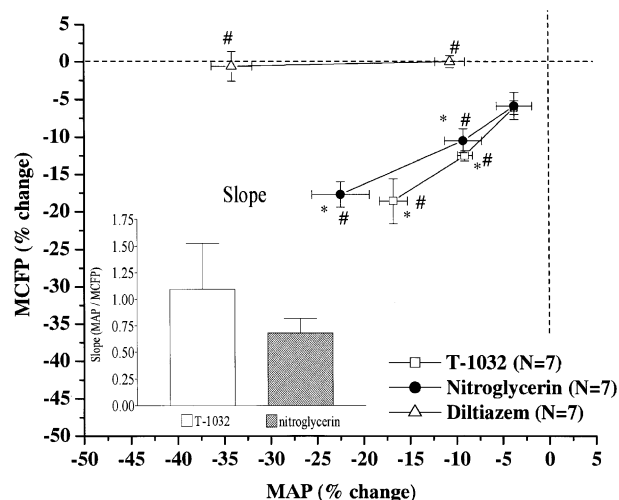 MCFP (% change)
5
0
-5
-10
-15
-20
-25
-30
-35
-40
-45
-50
#
#
* #
* #
* #
* #
Slope
Slope (MAP / MCFP)
1.75
1.50
1.25
1.00
0.75
0.50
0.25
0.00
T-1032 nitroglycerin
T-1032 (N=7)
Nitroglycerin (N=7)
Diltiazem (N=7)
-50 -45 -40 -35 -30 -25 -20 -15 -10 -5 0 5
MAP (% change)